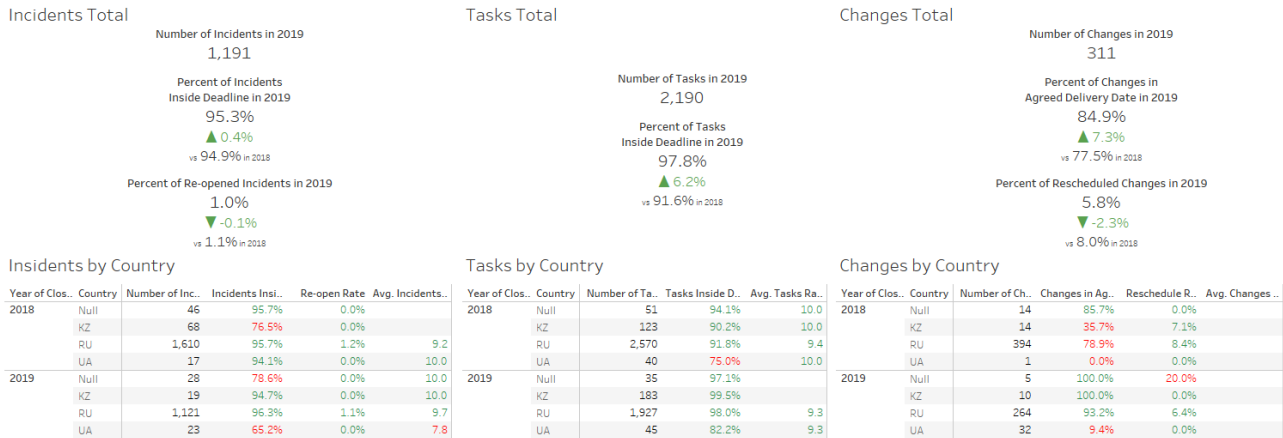 Incidents Total
Number of Incidents in 2019
1,191
Percent of Incidents
Inside Deadline in 2019
95.3%
▲ 0.4%
vs 94.9% in 2018
Percent of Re-opened Incidents in 2019
1.0%
▼ -0.1%
vs 1.1% in 2018
Tasks Total
Number of Tasks in 2019
2,190
Percent of Tasks
Inside Deadline in 2019
97.8%
▲ 6.2%
vs 91.6% in 2018
Changes Total
Number of Changes in 2019
311
Percent of Changes in
Agreed Delivery Date in 2019
84.9%
▲ 7.3%
vs 77.5% in 2018
Percent of Rescheduled Changes in 2019
5.8%
▼ -2.3%
vs 8.0% in 2018
Insidents by Country
Year of Clos.. Country Number of Inc.. Incidents Insi.. Re-open Rate Avg. Incidents..
2018 Null 46 95.7% 0.0%
KZ 68 76.5% 0.0%
RU 1,610 95.7% 1.2% 9.2
UA 17 94.1% 0.0% 10.0
2019 Null 28 78.6% 0.0% 10.0
KZ 19 94.7% 0.0% 10.0
RU 1,121 96.3% 1.1% 9.7
UA 23 65.2% 0.0% 7.8
Tasks by Country
Year of Clos.. Country Number of Ta.. Tasks Inside D.. Avg. Tasks Ra..
2018 Null 51 94.1% 10.0
KZ 123 90.2% 10.0
RU 2,570 91.8% 9.4
UA 40 75.0% 10.0
2019 Null 35 97.1%
KZ 183 99.5%
RU 1,927 98.0% 9.3
UA 45 82.2% 9.3
Changes by Country
Year of Clos.. Country Number of Ch.. Changes in Ag.. Reschedule R.. Avg. Changes ..
2018 Null 14 85.7% 0.0%
KZ 14 35.7% 7.1%
RU 394 78.9% 8.4%
UA 1 0.0% 0.0%
2019 Null 5 100.0% 20.0%
KZ 10 100.0% 0.0%
RU 264 93.2% 6.4%
UA 32 9.4% 0.0%